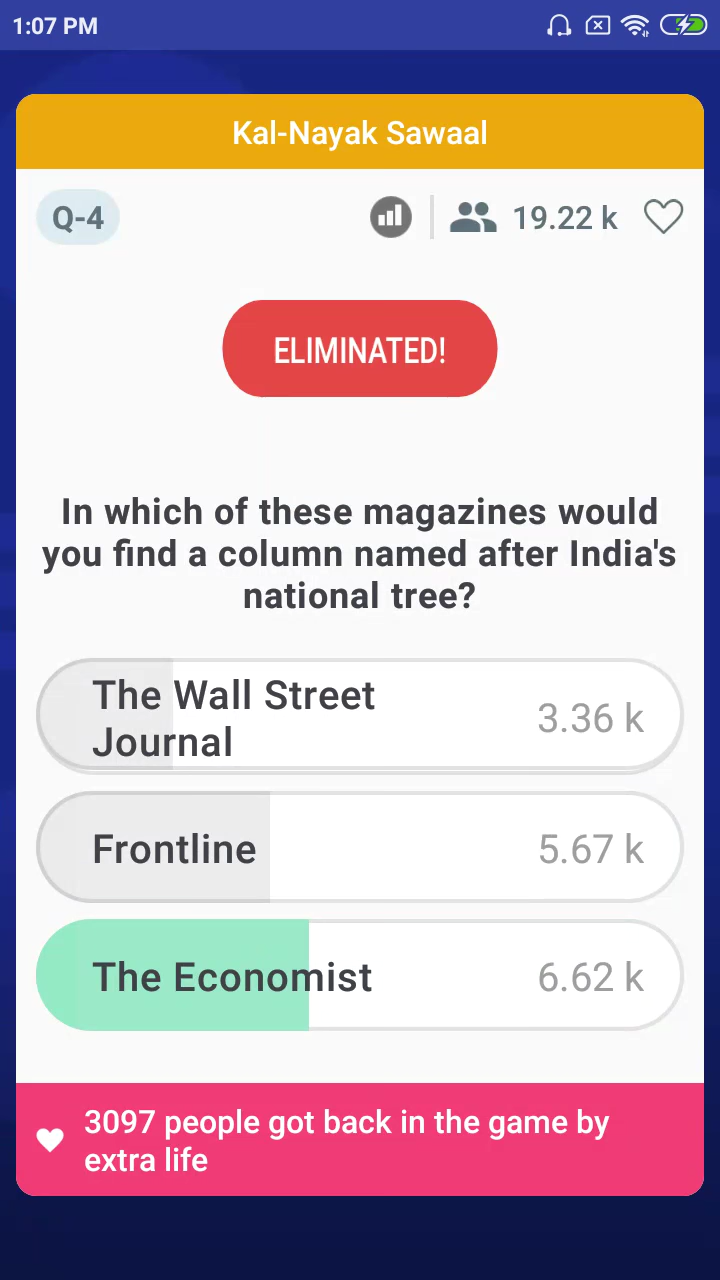 1:07 PM
Kal-Nayak Sawaal
Q-4
19.22 k
ELIMINATED!
In which of these magazines would
you find a column named after India's
national tree?
The Wall Street
Journal
3.36 k
Frontline
5.67 k
The Economist
6.62 k
3097 people got back in the game by
extra life